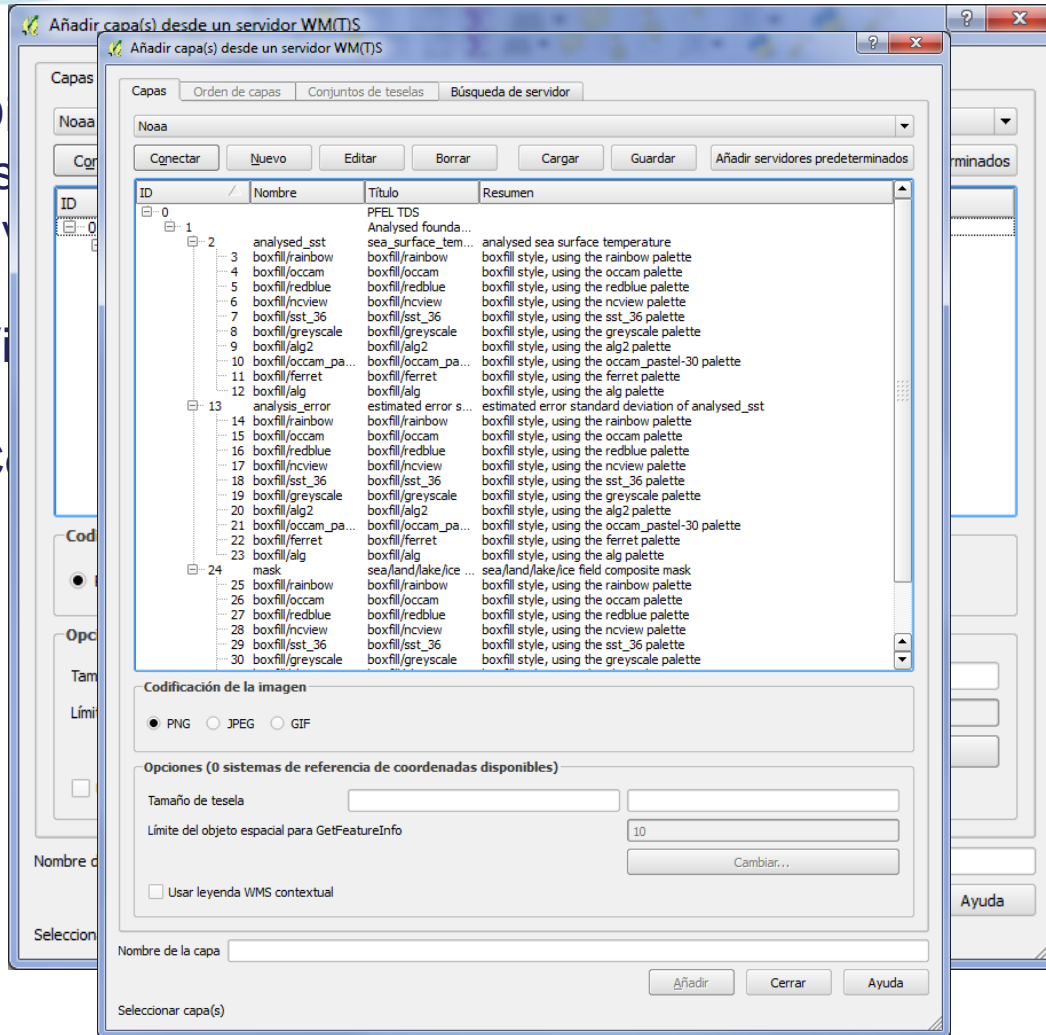 Añadir capa(s) desde un servidor WM(T)S
Capas
Noaa
ID
0
Nombre d
Seleccion
rminados
Ayuda
Añadir capa(s) desde un servidor WM(T)S
Capas Orden de capas Conjuntos de teselas Búsqueda de servidor
Noaa
Conectar Nuevo Editar Borrar Cargar Guardar Añadir servidores predeterminados
ID Nombre Título Resumen
0 PFEL TDS
1 Analysed founda...
2 analysed_sst sea_surface_tem... analysed sea surface temperature
3 boxfill/rainbow boxfill/rainbow boxfill style, using the rainbow palette
4 boxfill/occam boxfill/occam boxfill style, using the occam palette
5 boxfill/redblue boxfill/redblue boxfill style, using the redblue palette
6 boxfill/ncview boxfill/ncview boxfill style, using the ncview palette
7 boxfill/sst_36 boxfill/sst_36 boxfill style, using the sst_36 palette
8 boxfill/greyscale boxfill/greyscale boxfill style, using the greyscale palette
9 boxfill/alg2 boxfill/alg2 boxfill style, using the alg2 palette
10 boxfill/occam_pa... boxfill/occam_pa... boxfill style, using the occam_pastel-30 palette
11 boxfill/ferret boxfill/ferret boxfill style, using the ferret palette
12 boxfill/alg boxfill/alg boxfill style, using the alg palette
13 analysis_error estimated error s... estimated error standard deviation of analysed_sst
14 boxfill/rainbow boxfill/rainbow boxfill style, using the rainbow palette
15 boxfill/occam boxfill/occam boxfill style, using the occam palette
16 boxfill/redblue boxfill/redblue boxfill style, using the redblue palette
17 boxfill/ncview boxfill/ncview boxfill style, using the ncview palette
18 boxfill/sst_36 boxfill/sst_36 boxfill style, using the sst_36 palette
19 boxfill/greyscale boxfill/greyscale boxfill style, using the greyscale palette
20 boxfill/alg2 boxfill/alg2 boxfill style, using the alg2 palette
21 boxfill/occam_pa... boxfill/occam_pa... boxfill style, using the occam_pastel-30 palette
22 boxfill/ferret boxfill/ferret boxfill style, using the ferret palette
23 boxfill/alg boxfill/alg boxfill style, using the alg palette
24 mask sea/land/lake/ice ... sea/land/lake/ice field composite mask
25 boxfill/rainbow boxfill/rainbow boxfill style, using the rainbow palette
26 boxfill/occam boxfill/occam boxfill style, using the occam palette
27 boxfill/redblue boxfill/redblue boxfill style, using the redblue palette
28 boxfill/ncview boxfill/ncview boxfill style, using the ncview palette
29 boxfill/sst_36 boxfill/sst_36 boxfill style, using the sst_36 palette
30 boxfill/greyscale boxfill/greyscale boxfill style, using the greyscale palette
Codificación de la imagen
PNG JPEG GIF
Opciones (0 sistemas de referencia de coordenadas disponibles)
Tamaño de tesela
Límite del objeto espacial para GetFeatureInfo 10
Cambiar...
Usar leyenda WMS contextual
Nombre de la capa
Añadir Cerrar Ayuda
Seleccionar capa(s)